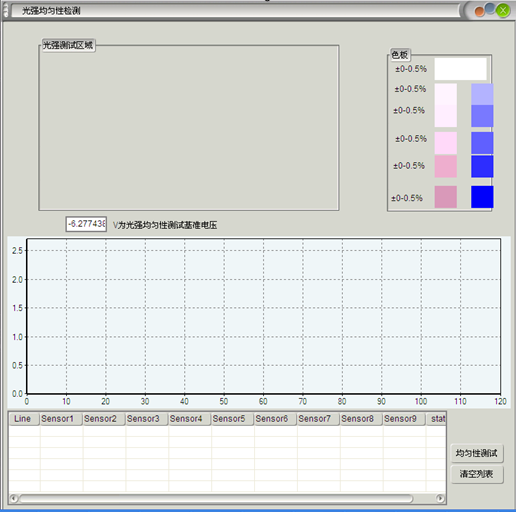 光强均匀性检测
光强测试区域
色板
±0-0.5%
±0-0.5%
±0-0.5%
±0-0.5%
±0-0.5%
±0-0.5%
-6.277438
V为光强均匀性测试基准电压
2.5
2.0
1.5
1.0
0.5
0.0
0 10 20 30 40 50 60 70 80 90 100 110 120
Line Sensor1 Sensor2 Sensor3 Sensor4 Sensor5 Sensor6 Sensor7 Sensor8 Sensor9 stat
均匀性测试
清空列表